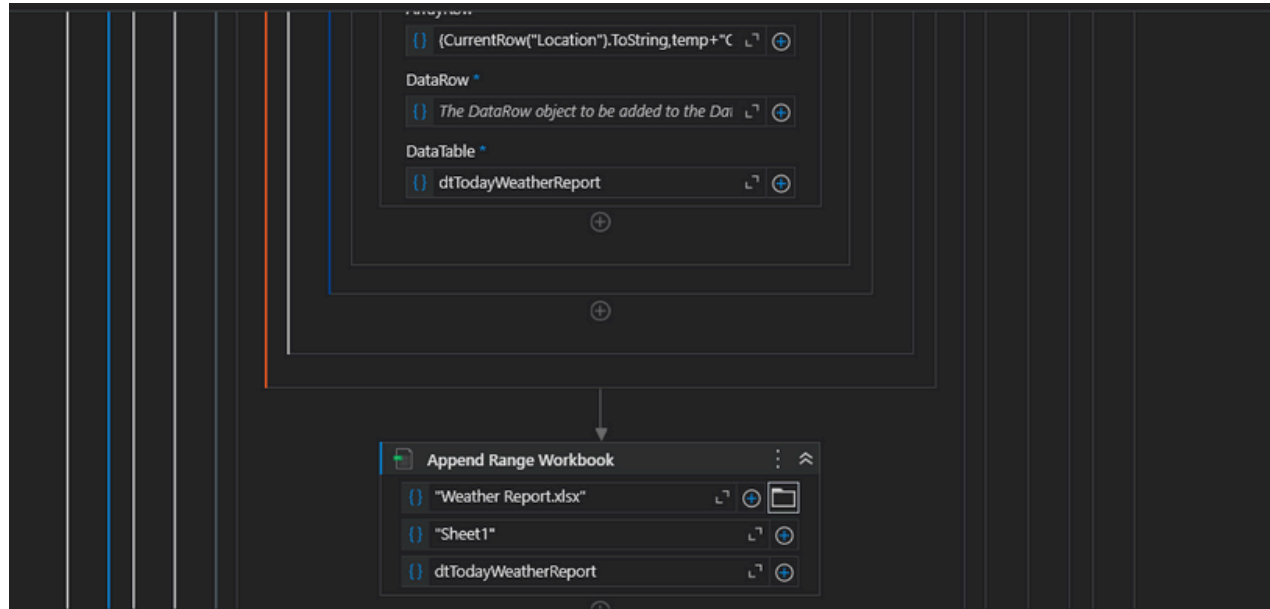 {CurrentRow("Location").ToString,temp+"C
DataRow *
The DataRow object to be added to the Dat
DataTable *
dtTodayWeatherReport
Append Range Workbook
"Weather Report.xlsx"
"Sheet1"
dtTodayWeatherReport